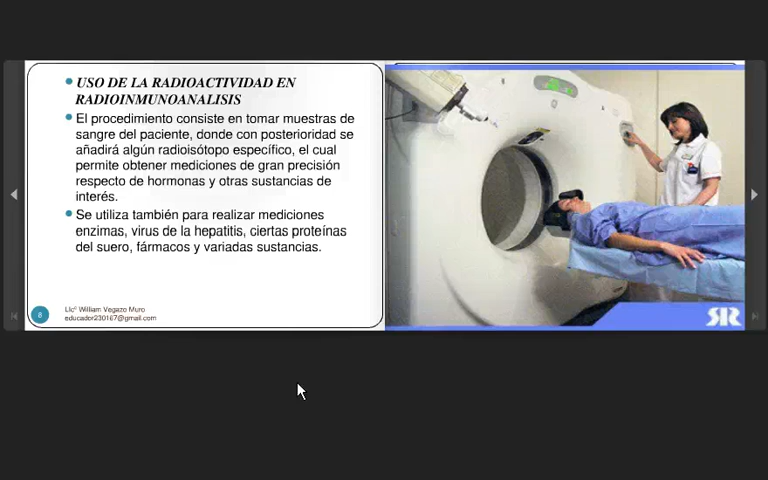 USO DE LA RADIOACTIVIDAD EN
RADIOINMUNOANALISIS
El procedimiento consiste en tomar muestras de
sangre del paciente, donde con posterioridad se
añadirá algún radioisótopo específico, el cual
permite obtener mediciones de gran precisión
respecto de hormonas y otras sustancias de
interés.
Se utiliza también para realizar mediciones
enzimas, virus de la hepatitis, ciertas proteínas
del suero, fármacos y variadas sustancias.
8
LIc° William Vegazo Muro
educador230167@gmail.com
SIR